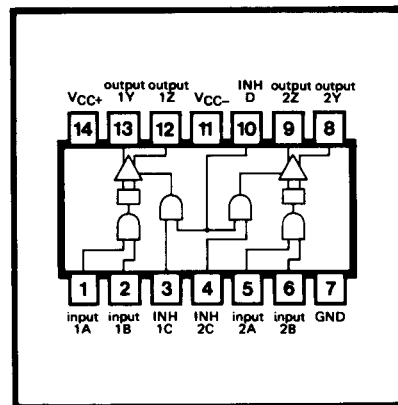 output output INH output output
VCC+ 1Y 1Z VCC– D 2Z 2Y
14 13 12 11 10 9 8
1 2 3 4 5 6 7
input input INH INH input input GND
1A 1B 1C 2C 2A 2B